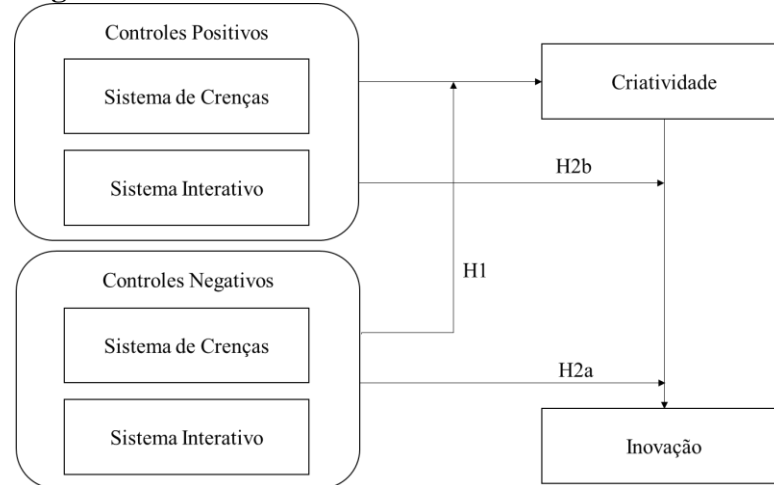 Controles Positivos
Sistema de Crenças
Sistema Interativo
Criatividade
H2b
H1
Controles Negativos
Sistema de Crenças
Sistema Interativo
H2a
Inovação